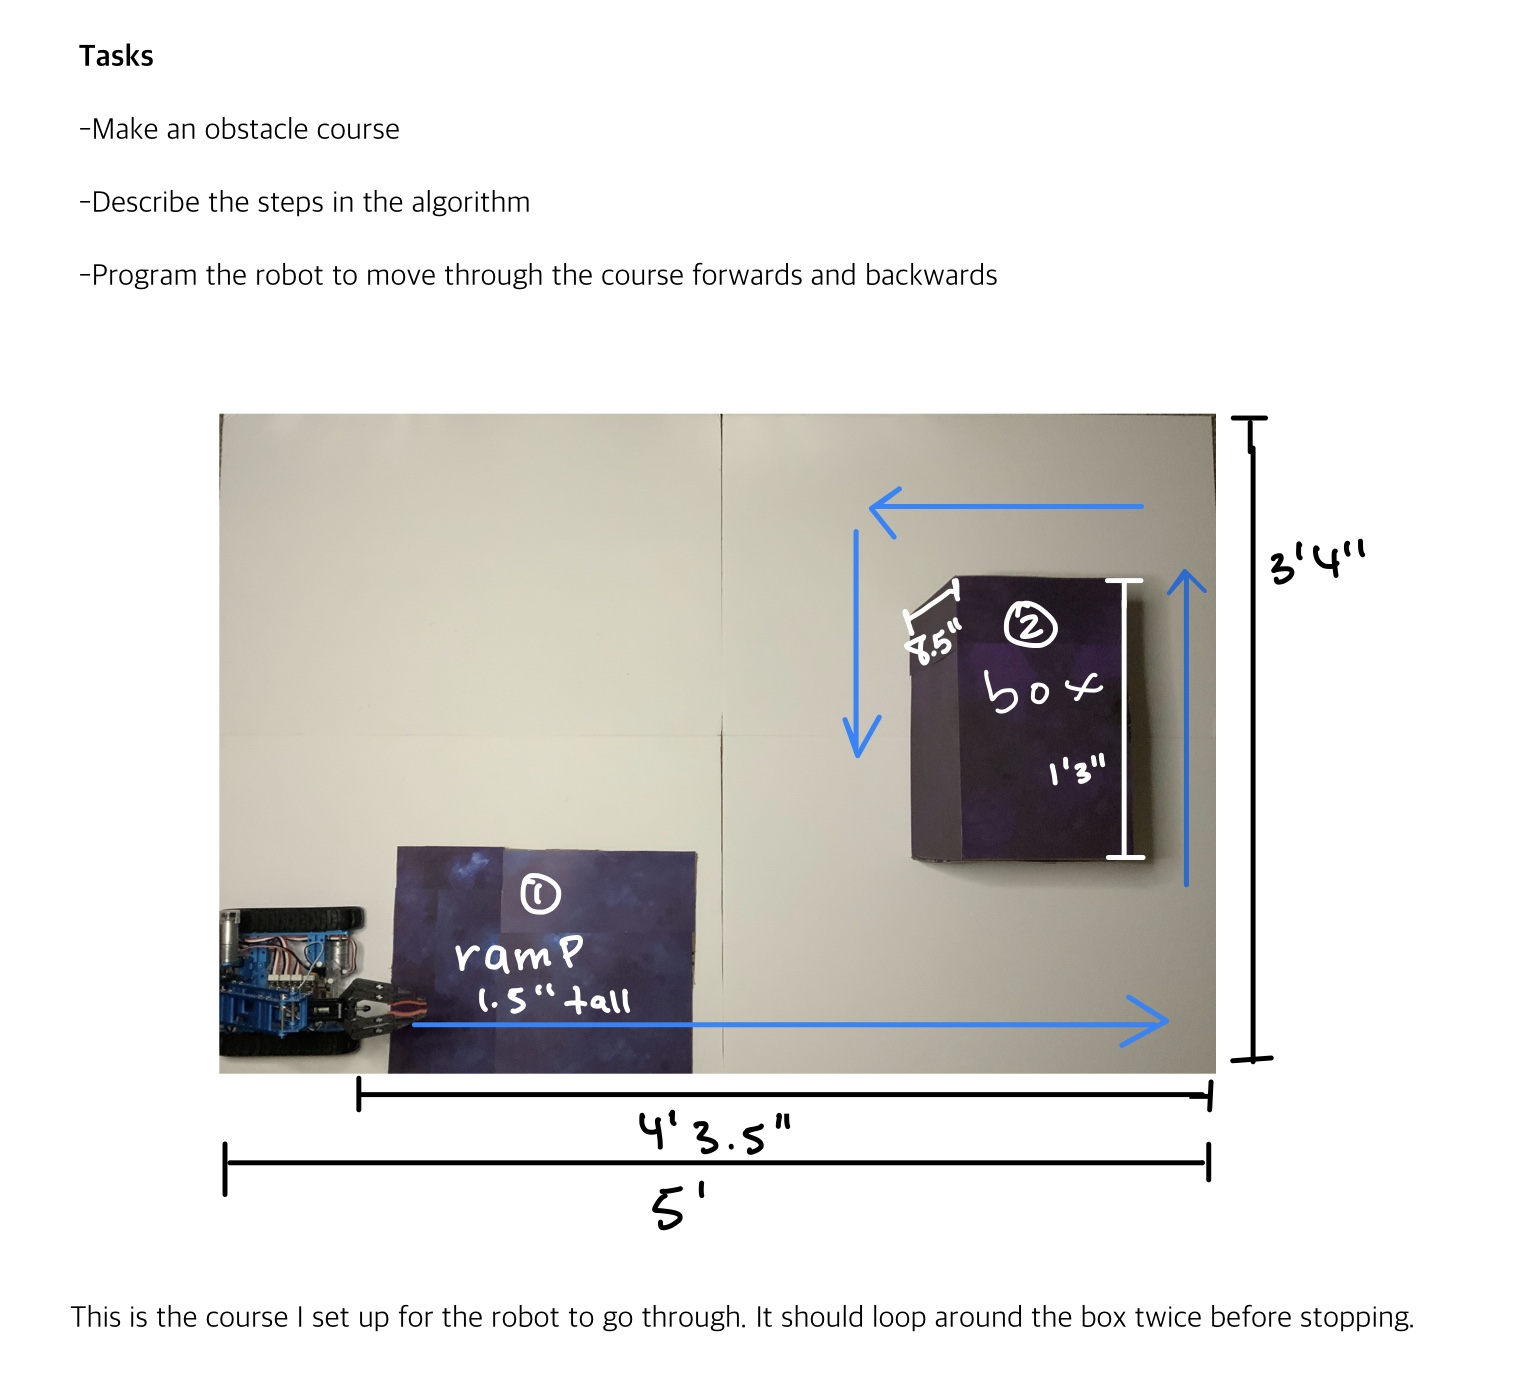 Tasks
-Make an obstacle course
-Describe the steps in the algorithm
-Program the robot to move through the course forwards and backwards
3'4"
8.5"
2
box
1'3"
1
ramp
1.5" tall
4'3.5"
5'
This is the course I set up for the robot to go through. It should loop around the box twice before stopping.